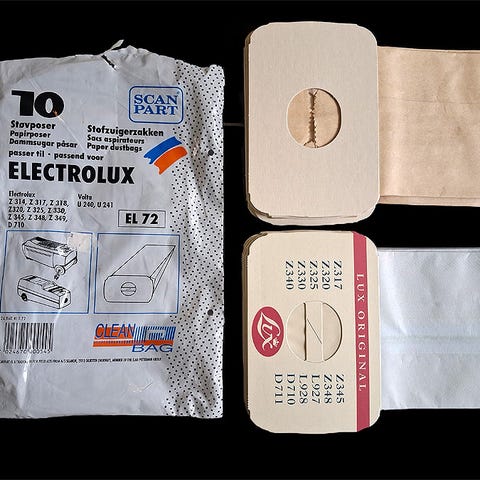 10
SCAN
PART
Støvposer
Papirposer
Dammsugar påsar
Stofzuigerzakken
Sacs aspirateurs
Paper dustbags
passer til · passend voor
ELECTROLUX
Electrolux
Z 314, Z 317, Z 318,
Z320, Z 325, Z 330,
Z 345, Z 348, Z 349,
D 710
Volta
U 240, U 241
EL 72
CLEAN
BAG
LUX ORIGINAL
Lux
Z317
Z320
Z325
Z330
Z340
Z345
Z348
L927
L928
D710
D711